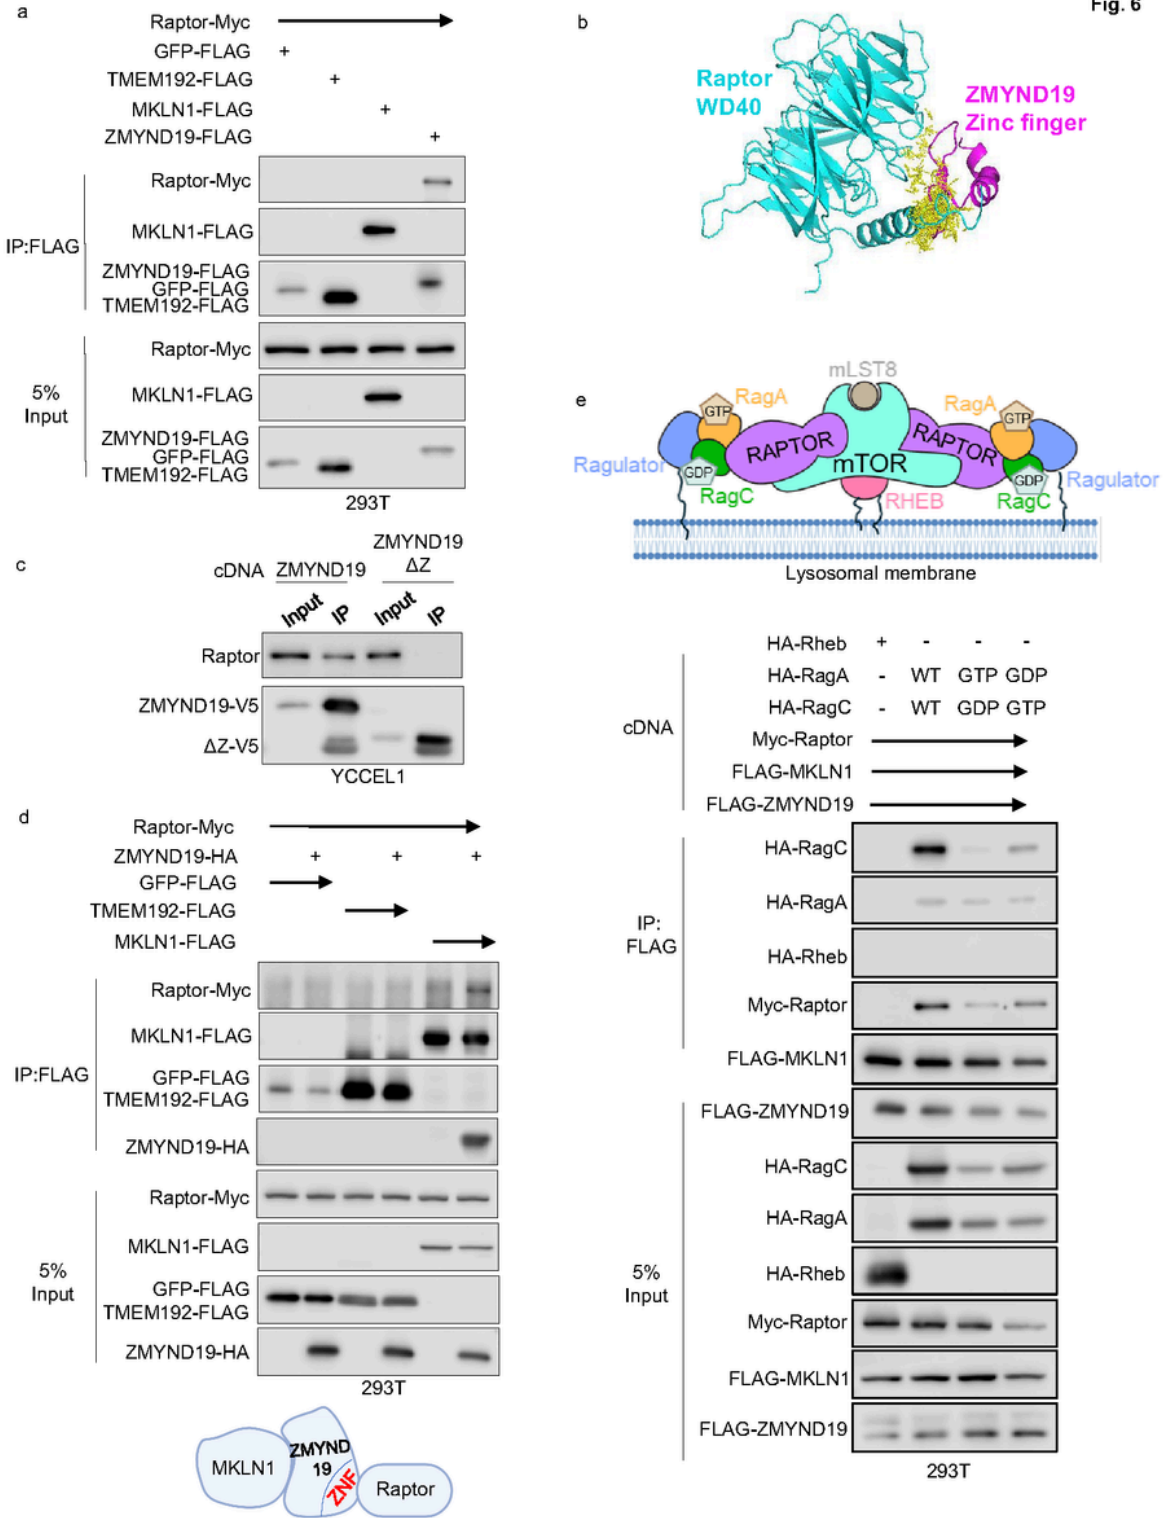 Fig. 6
a
Raptor-Myc
GFP-FLAG +
TMEM192-FLAG +
MKLN1-FLAG +
ZMYND19-FLAG +
IP:FLAG
Raptor-Myc
MKLN1-FLAG
ZMYND19-FLAG
GFP-FLAG
TMEM192-FLAG
5%
Input
Raptor-Myc
MKLN1-FLAG
ZMYND19-FLAG
GFP-FLAG
TMEM192-FLAG
293T
b
Raptor
WD40
ZMYND19
Zinc finger
c
cDNA ZMYND19 ZMYND19
ΔZ
Input IP Input IP
Raptor
ZMYND19-V5
ΔZ-V5
YCCEL1
d
Raptor-Myc
ZMYND19-HA + + +
GFP-FLAG
TMEM192-FLAG
MKLN1-FLAG
IP:FLAG
Raptor-Myc
MKLN1-FLAG
GFP-FLAG
TMEM192-FLAG
ZMYND19-HA
5%
Input
Raptor-Myc
MKLN1-FLAG
GFP-FLAG
TMEM192-FLAG
ZMYND19-HA
293T
MKLN1
ZMYND
19
ZNF
Raptor
e
mLST8
RagA
GTP
RAPTOR
mTOR
RAPTOR
RagA
GTP
Ragulator
GDP
RagC
RHEB
GDP
RagC
Ragulator
Lysosomal membrane
cDNA
HA-Rheb + - - -
HA-RagA - WT GTP GDP
HA-RagC - WT GDP GTP
Myc-Raptor
FLAG-MKLN1
FLAG-ZMYND19
IP:
FLAG
HA-RagC
HA-RagA
HA-Rheb
Myc-Raptor
FLAG-MKLN1
FLAG-ZMYND19
5%
Input
HA-RagC
HA-RagA
HA-Rheb
Myc-Raptor
FLAG-MKLN1
FLAG-ZMYND19
293T